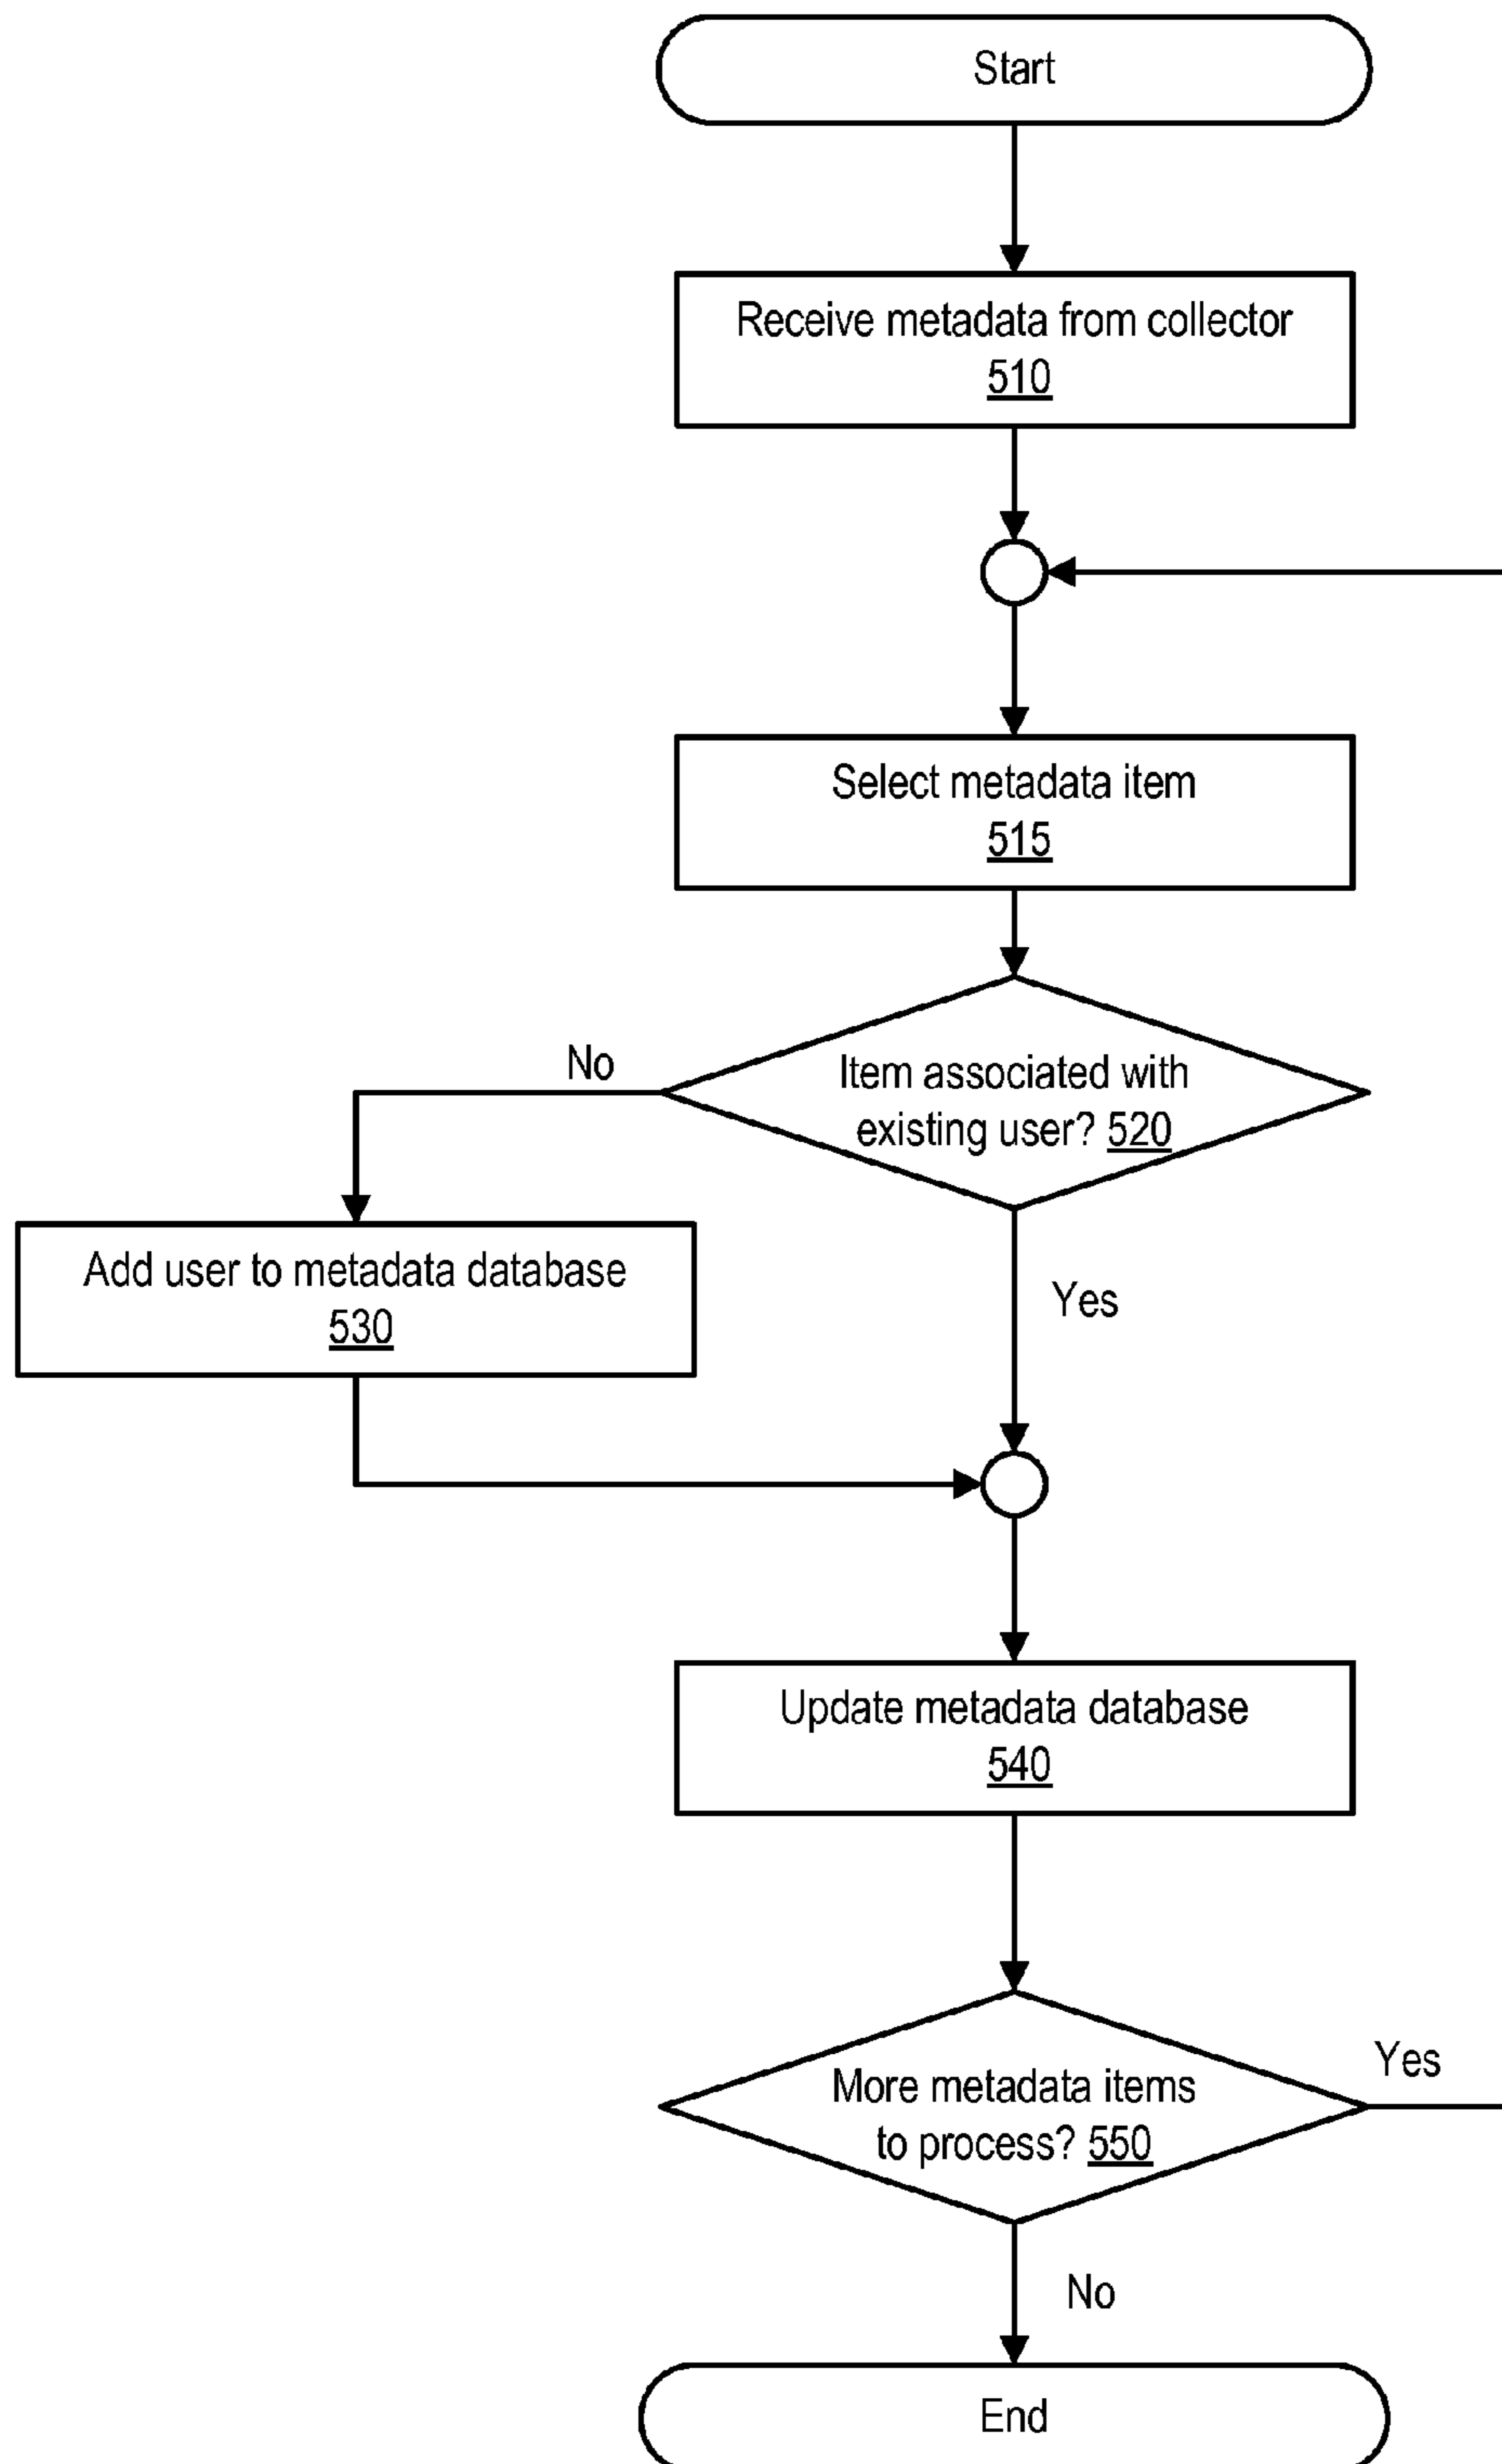 Start
Receive metadata from collector
510
Select metadata item
515
No
Item associated with
existing user? 520
Add user to metadata database
530
Yes
Update metadata database
540
Yes
More metadata items
to process? 550
No
End